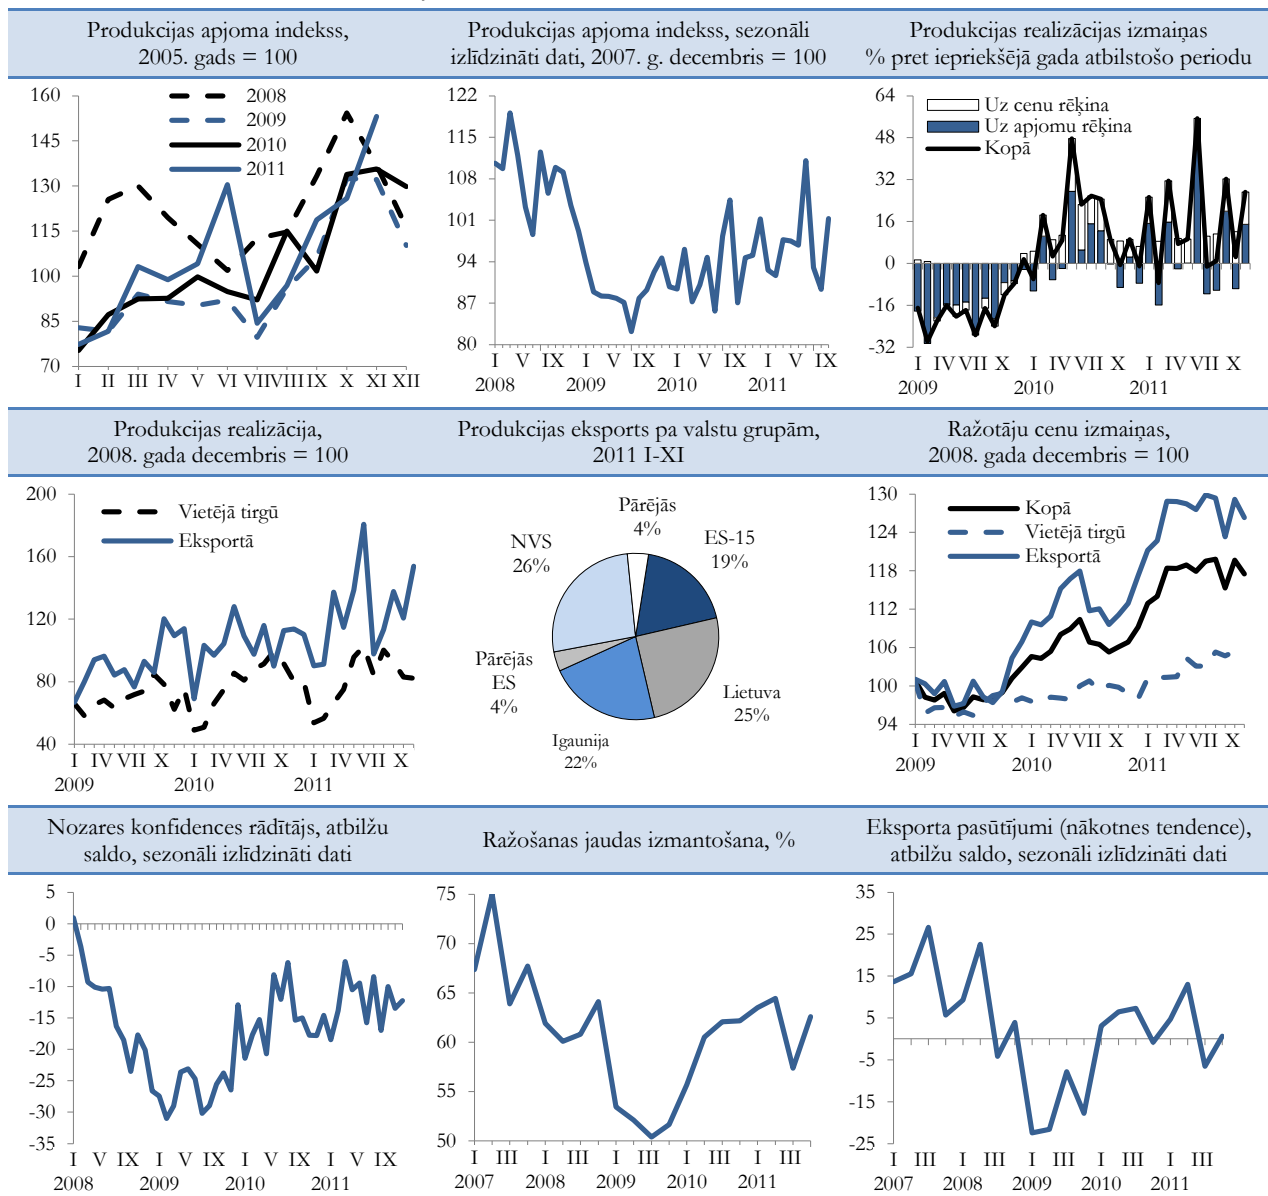 Produkcijas apjoma indekss,
2005. gads = 100
Produkcijas apjoma indekss, sezonāli
izlīdzināti dati, 2007. g. decembris = 100
Produkcijas realizācijas izmaiņas
% pret iepriekšējā gada atbilstošo periodu
160
145
130
115
100
85
70
2008
2009
2010
2011
I II III IV V VI VII VIII IX X XI XII
122
115
108
101
94
87
80
I V IX I V IX I V IX I V IX
2008 2009 2010 2011
64
48
32
16
0
-16
-32
Uz cenu rēķina
Uz apjomu rēķina
Kopā
I IV VII X I IV VII X I IV VII X
2009 2010 2011
Produkcijas realizācija,
2008. gada decembris = 100
Produkcijas eksports pa valstu grupām,
2011 I-XI
Ražotāju cenu izmaiņas,
2008. gada decembris = 100
200
160
120
80
40
Vietējā tirgū
Eksportā
I IV VII X I IV VII X I IV VII X
2009 2010 2011
Pārējās
4%
ES-15
19%
Lietuva
25%
Igaunija
22%
Pārējās
ES
4%
NVS
26%
130
124
118
112
106
100
94
Kopā
Vietējā tirgū
Eksportā
I IV VII X I IV VII X I IV VII X
2009 2010 2011
Nozares konfidences rādītājs, atbilžu
saldo, sezonāli izlīdzināti dati
Ražošanas jaudas izmantošana, %
Eksporta pasūtījumi (nākotnes tendence),
atbilžu saldo, sezonāli izlīdzināti dati
5
0
-5
-10
-15
-20
-25
-30
-35
I V IX I V IX I V IX I V IX
2008 2009 2010 2011
75
70
65
60
55
50
I III I III I III I III I III
2007 2008 2009 2010 2011
35
25
15
5
-5
-15
-25
I III I III I III I III I III
2007 2008 2009 2010 2011